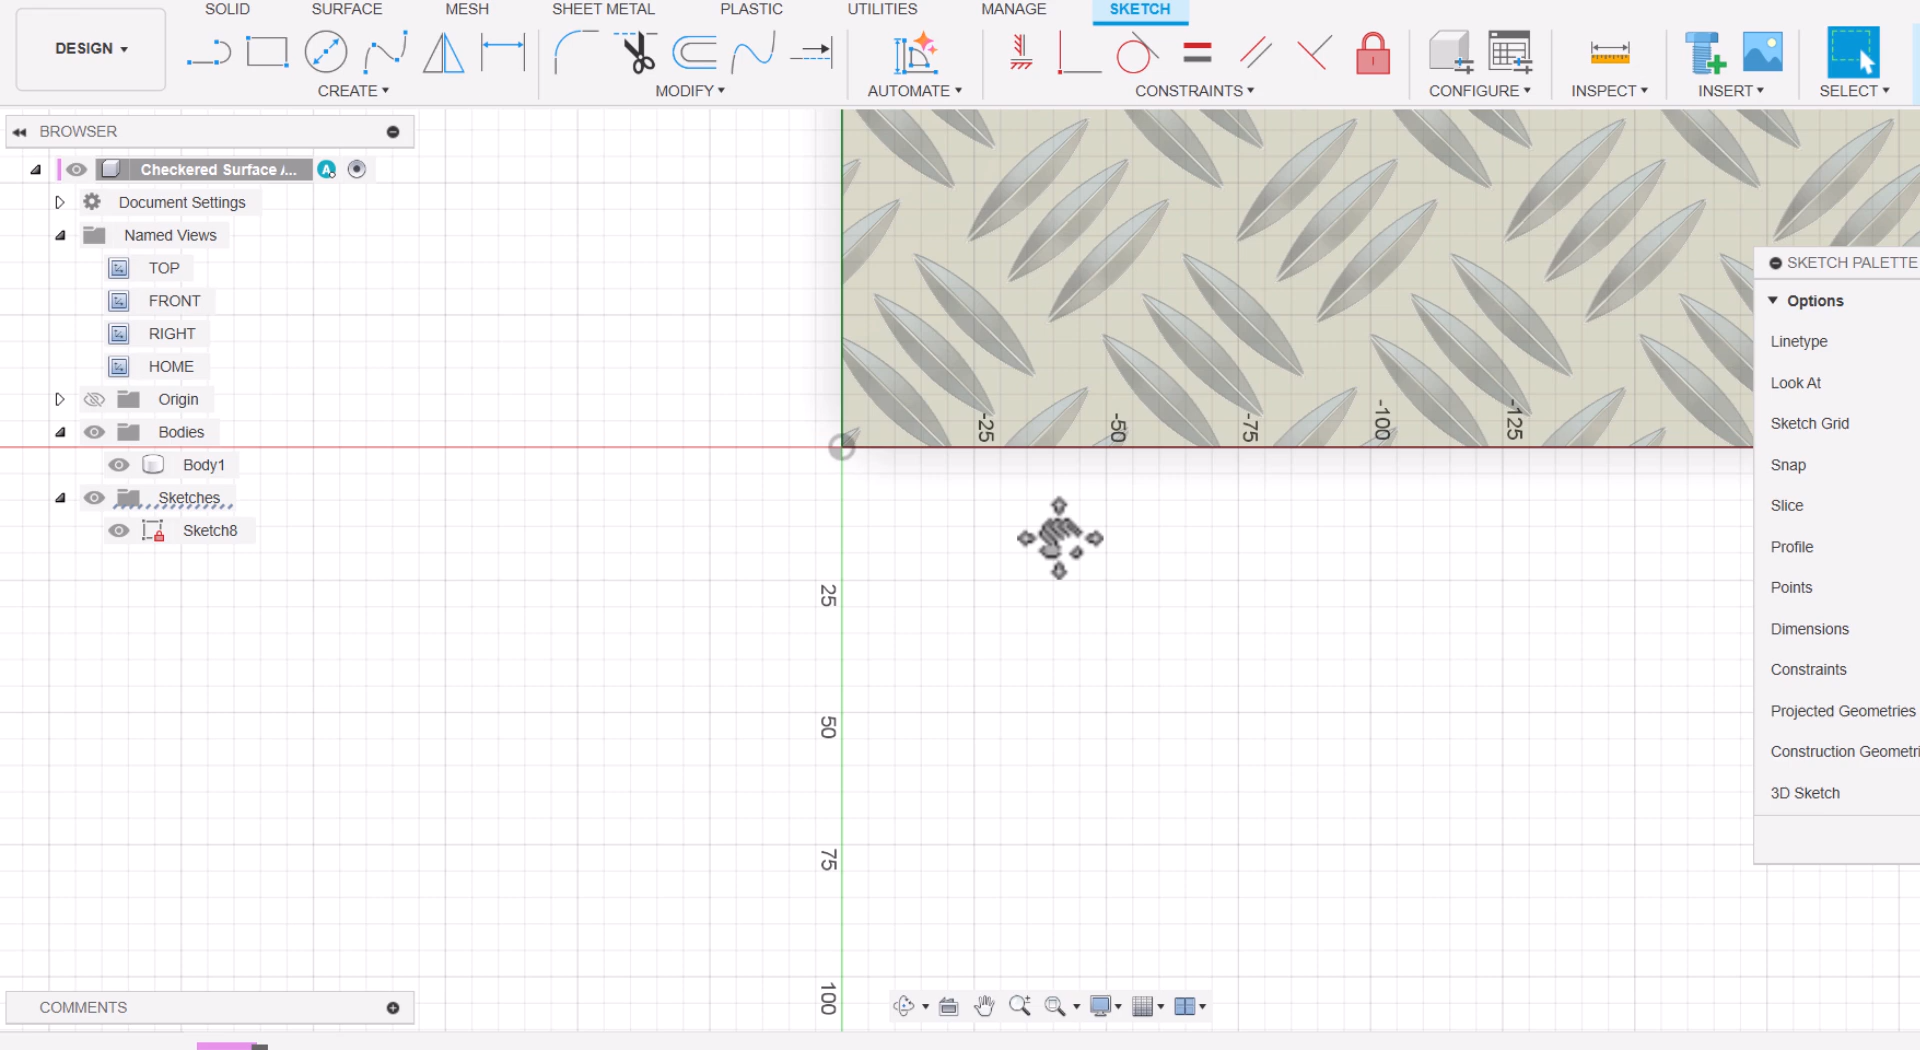 SOLID SURFACE MESH SHEET METAL PLASTIC UTILITIES MANAGE SKETCH
DESIGN
CREATE MODIFY AUTOMATE CONSTRAINTS CONFIGURE INSPECT INSERT SELECT
BROWSER
Checkered Surface /...
Document Settings
Named Views
TOP
FRONT
RIGHT
HOME
Origin
Bodies
Body1
Sketches
Sketch8
-25
-50
-75
-100
-125
25
50
75
100
SKETCH PALETTE
Options
Linetype
Look At
Sketch Grid
Snap
Slice
Profile
Points
Dimensions
Constraints
Projected Geometries
Construction Geometri
3D Sketch
COMMENTS